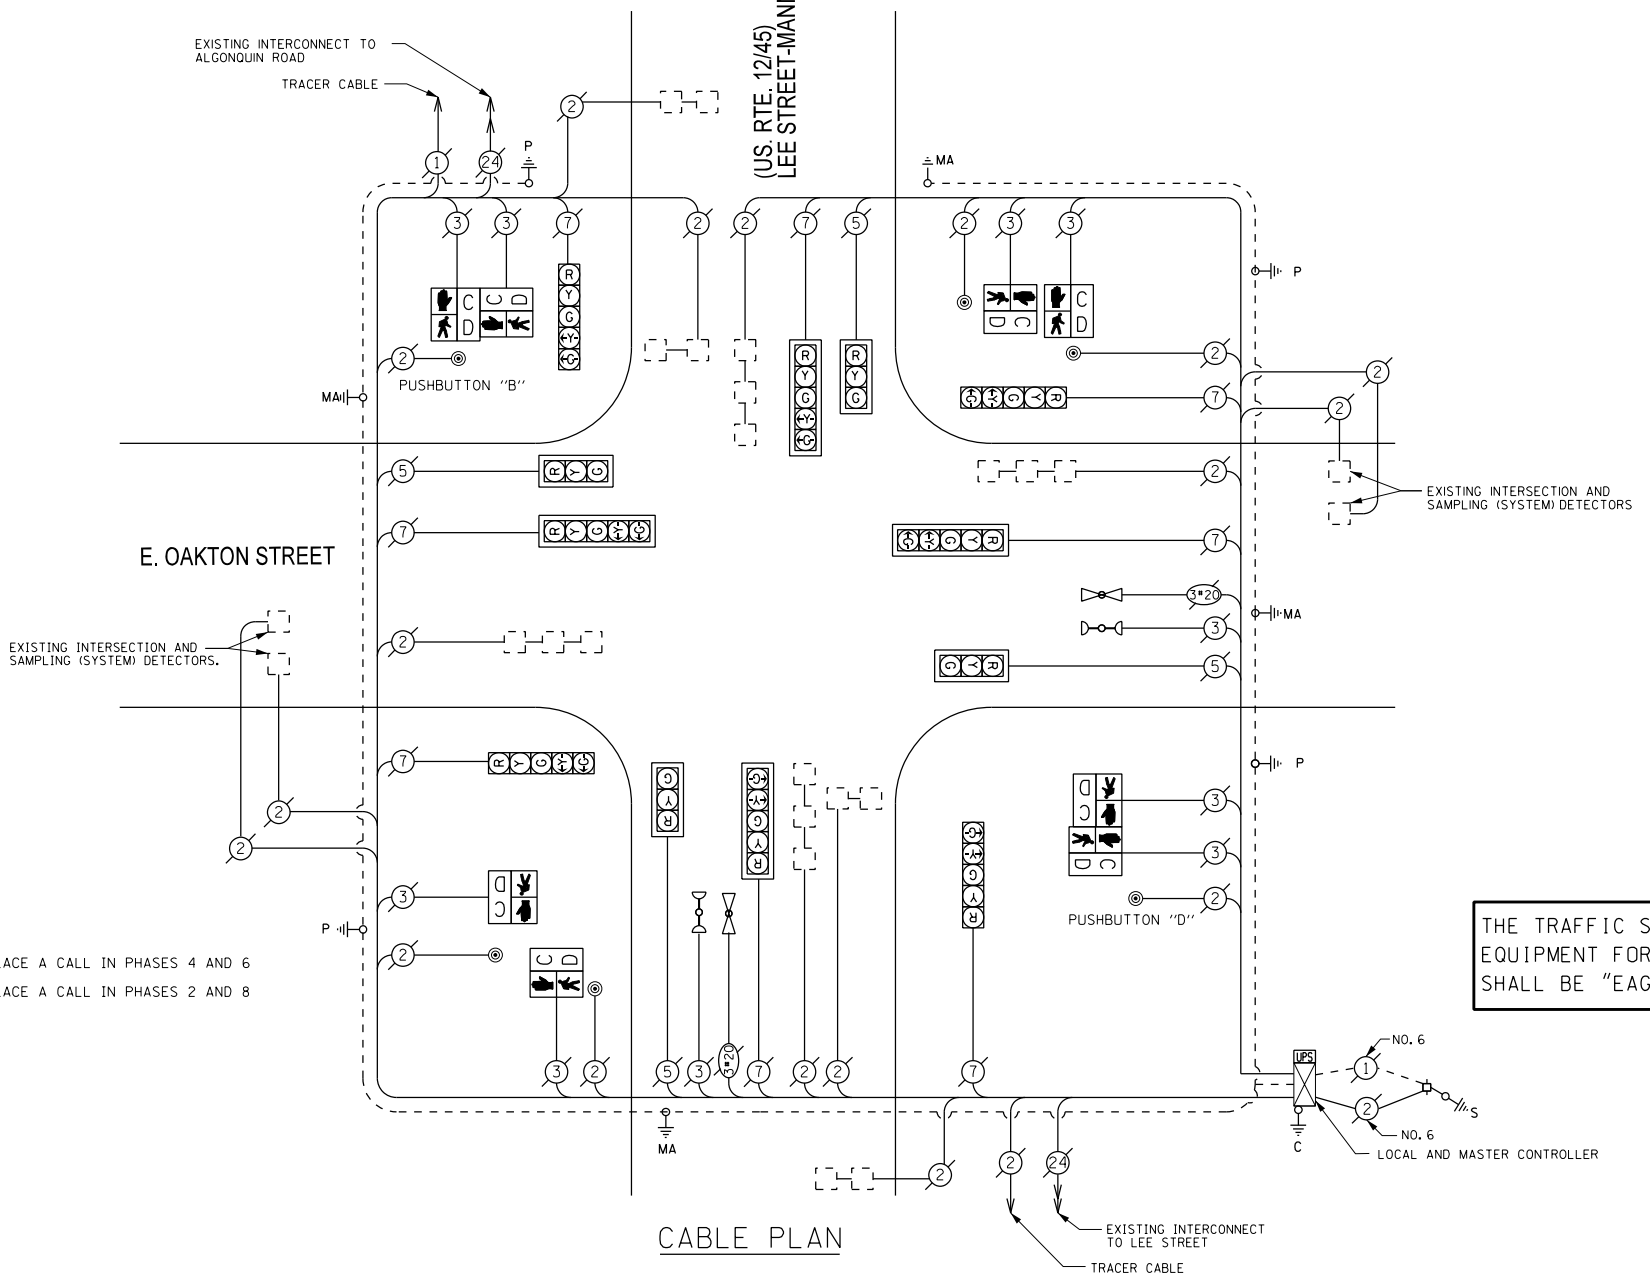 EXISTING INTERCONNECT TO
ALGONQUIN ROAD
TRACER CABLE
(US. RTE. 12/45)
P
MA
1
24
2
3
3
7
2
2
7
5
2
3
3
P
R
Y
G
Y
G
C
D
C
D
R
Y
G
Y
G
R
Y
G
D
C
C
D
2
PUSHBUTTON "B"
2
2
MA
G Y G Y R
7
2
5
R Y G
2
EXISTING INTERSECTION AND
SAMPLING (SYSTEM) DETECTORS
7
R Y G Y G
G Y G Y R
7
E. OAKTON STREET
3#20
MA
3
EXISTING INTERSECTION AND
SAMPLING (SYSTEM) DETECTORS.
2
G Y R
5
7
R Y G Y G
P
G
Y
R
G
Y
G
Y
R
D
C
3
2
2
G
Y
G
Y
R
D C
3
3
D
C
2
PUSHBUTTON "D"
P
2
C D
ACE A CALL IN PHASES 4 AND 6
ACE A CALL IN PHASES 2 AND 8
THE TRAFFIC S
EQUIPMENT FOR
SHALL BE "EAG
3
2
5
3
3#20
7
2
2
7
UPS
NO. 6
1
2
NO. 6
S
C
LOCAL AND MASTER CONTROLLER
MA
2
2
24
EXISTING INTERCONNECT
TO LEE STREET
TRACER CABLE
CABLE PLAN